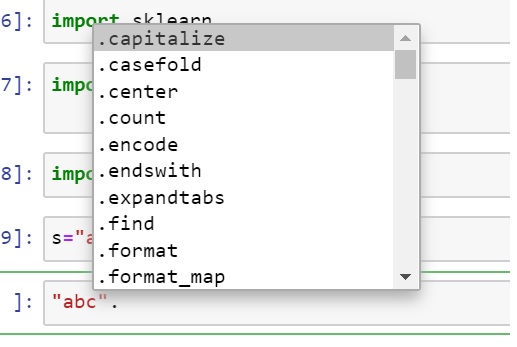 6]: import sklearn
.capitalize
.casefold
7]: impo
.center
.count
.encode
8]: impo
.endswith
.expandtabs
.find
9]: s="a
.format
.format_map
]: "abc".